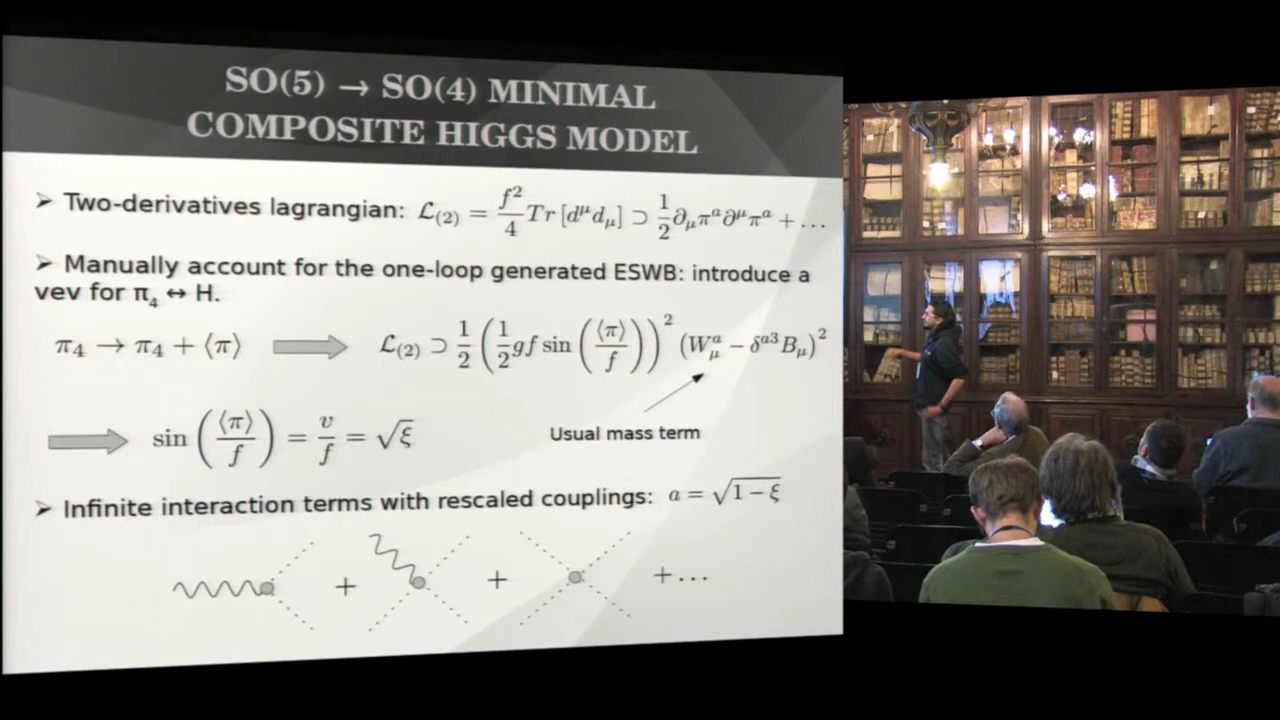 SO(5) → SO(4) MINIMAL
COMPOSITE HIGGS MODEL
➢ Two-derivatives lagrangian: 𝓛₍₂₎ = f²/4 Tr [d^μ d_μ] ⊃ 1/2 ∂_μ π^a ∂^μ π^a + …
➢ Manually account for the one-loop generated ESWB: introduce a
vev for π₄ ↔ H.
π₄ → π₄ + ⟨π⟩ ⇒ 𝓛₍₂₎ ⊃ 1/2 (1/2 gf sin(⟨π⟩/f))² (W^a_μ − δ^{a3} B_μ)²
⇒ sin(⟨π⟩/f) = v/f = √ξ
Usual mass term
➢ Infinite interaction terms with rescaled couplings: a = √(1 − ξ)
+ + +…